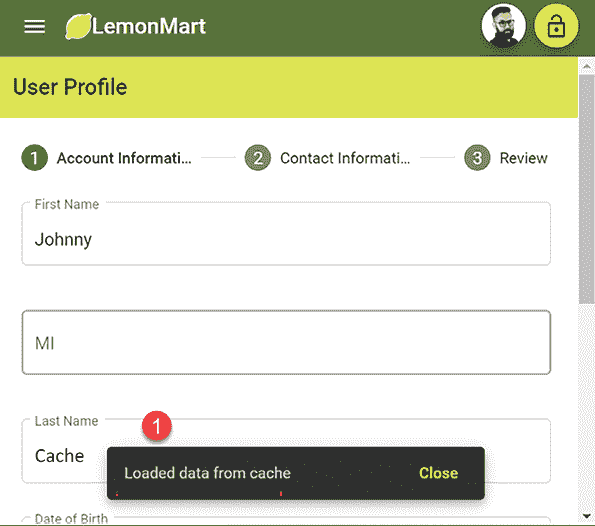 LemonMart
User Profile
1 Account Informati... 2 Contact Informati... 3 Review
First Name
Johnny
MI
Last Name
1
Cache
Loaded data from cache Close
Date of Birth